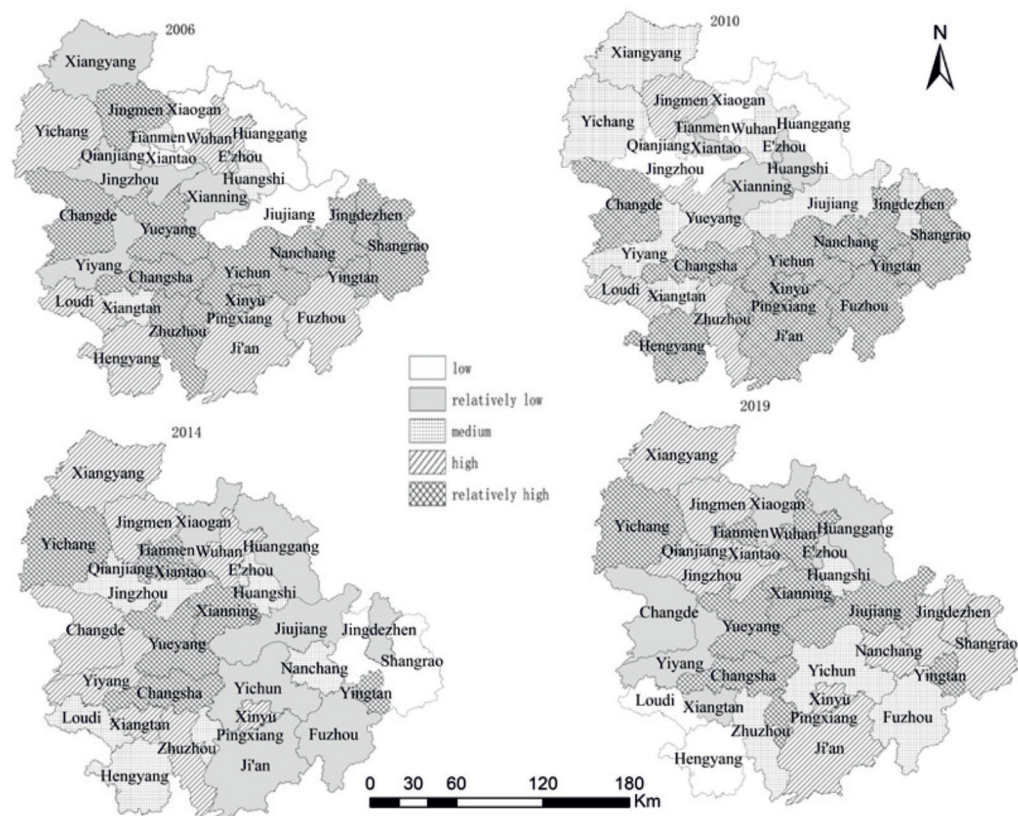 2006
Xiangyang
Jingmen Xiaogan
Yichang
Tianmen Wuhan Huanggang
Qianjiang Xiantao E'zhou
Jingzhou Huangshi
Xianning
Changde Jiujiang Jingdezhen
Yueyang
Nanchang Shangrao
Yiyang Changsha Yichun Yingtan
Loudi Xiangtan Xinyu
Zhuzhou Pingxiang Fuzhou
Hengyang Ji'an
2010
N
Xiangyang
Jingmen Xiaogan
Yichang
Tianmen Wuhan Huanggang
Qianjiang Xiantao E'zhou
Jingzhou Huangshi
Xianning
Changde Jiujiang Jingdezhen
Yueyang
Nanchang Shangrao
Yiyang Changsha Yichun Yingtan
Loudi Xiangtan Xinyu
Zhuzhou Pingxiang Fuzhou
Hengyang Ji'an
low
relatively low
medium
high
relatively high
2014
Xiangyang
Jingmen Xiaogan
Yichang
Tianmen Wuhan Huanggang
Qianjiang Xiantao E'zhou
Jingzhou Huangshi
Xianning
Changde Jiujiang Jingdezhen
Yueyang
Nanchang Shangrao
Yiyang Changsha Yichun Yingtan
Loudi Xiangtan Xinyu
Zhuzhou Pingxiang Fuzhou
Hengyang Ji'an
2019
Xiangyang
Jingmen Xiaogan
Yichang
Tianmen Wuhan Huanggang
Qianjiang Xiantao E'zhou
Jingzhou Huangshi
Xianning
Changde Jiujiang Jingdezhen
Yueyang
Nanchang Shangrao
Yiyang Changsha Yichun Yingtan
Loudi Xiangtan Xinyu
Zhuzhou Pingxiang Fuzhou
Hengyang Ji'an
0 30 60 120 180
Km